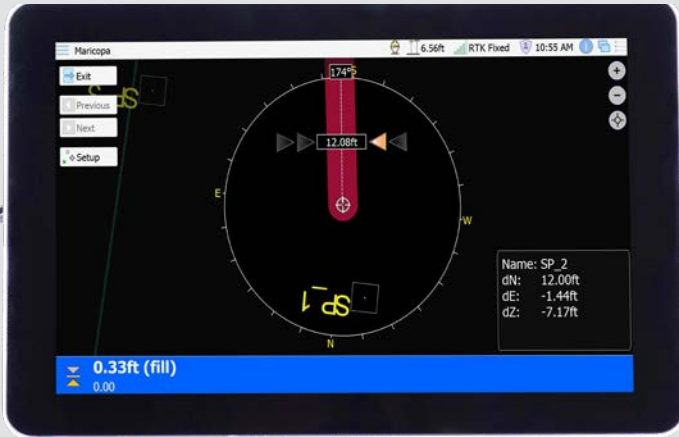 Maricopa
6.56ft
RTK Fixed
10:55 AM
Exit
Previous
Next
Setup
SP_3
174°
S
12.08ft
E
W
Name: SP_2
dN: 12.00ft
dE: -1.44ft
dZ: -7.17ft
SP_1
N
0.33ft (fill)
0.00